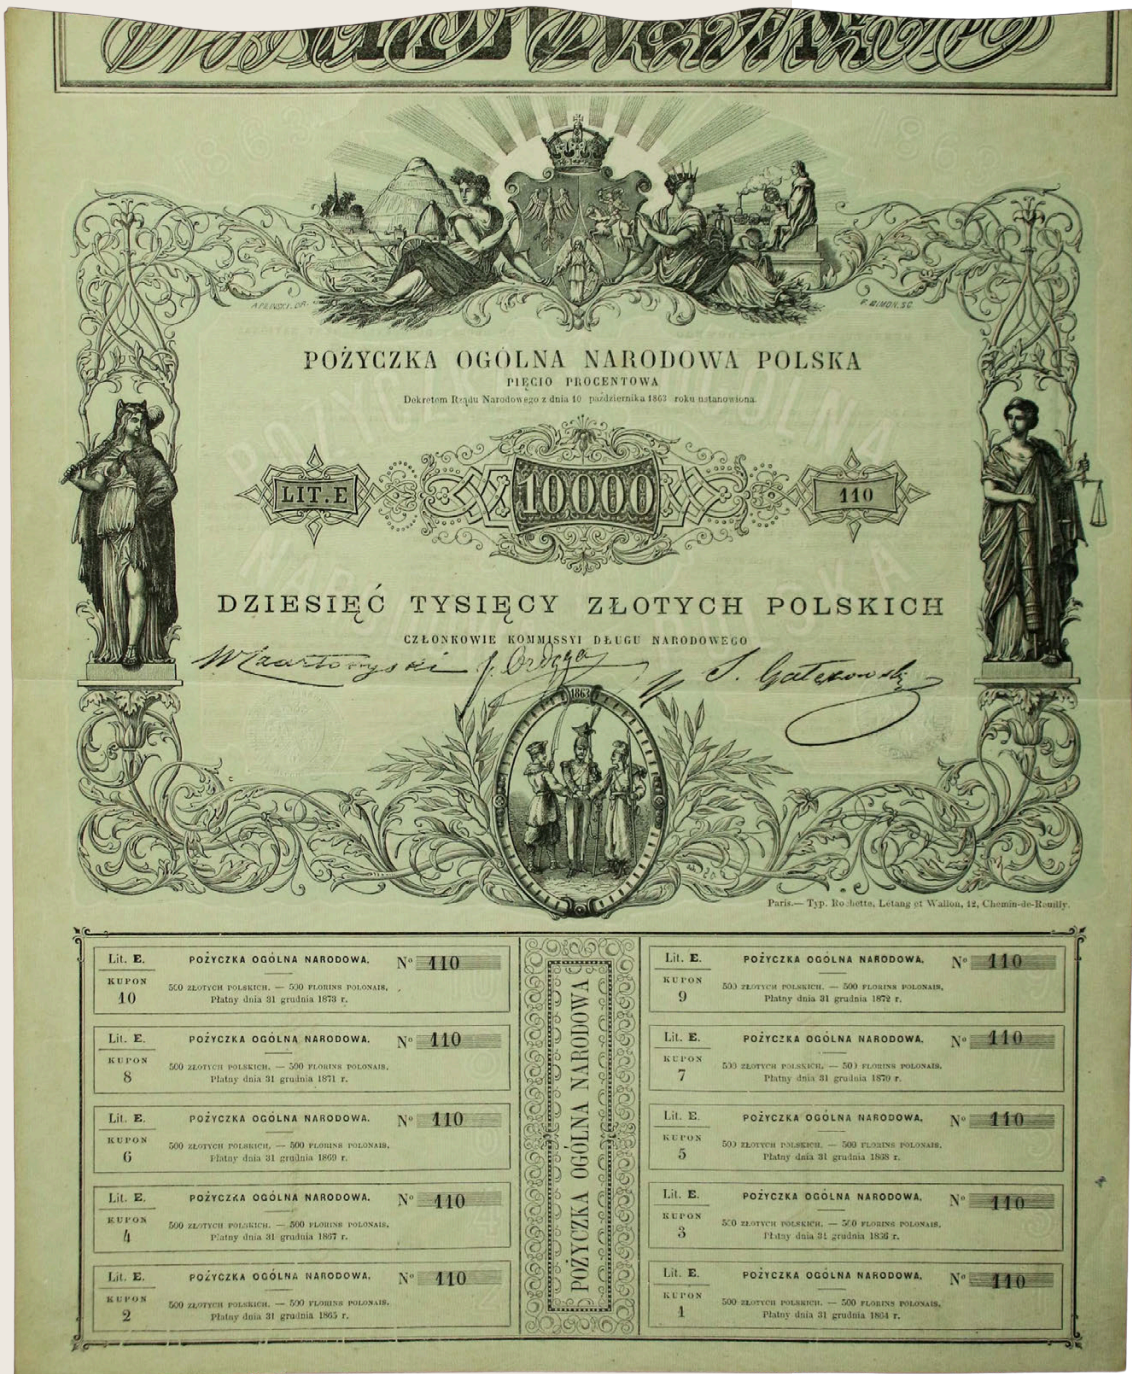 A. PLIŃSKI. DR.
F. SIMON. SC.
POŻYCZKA OGÓLNA NARODOWA POLSKA
PIĘCIO PROCENTOWA
Dekretem Rządu Narodowego z dnia 10 października 1863 roku ustanowiona.
LIT. E
10000
110
DZIESIĘĆ TYSIĘCY ZŁOTYCH POLSKICH
CZŁONKOWIE KOMMISSYI DŁUGU NARODOWEGO
W Czartoryski
J. Ordęga
S. Gałęzowski
1863
Paris.— Typ. Rochette, Létang et Wallon, 12, Chemin-de-Reuilly.
Lit. E. POŻYCZKA OGÓLNA NARODOWA. Nº 110
KUPON 10
500 ZŁOTYCH POLSKICH. — 500 FLORINS POLONAIS.
Płatny dnia 31 grudnia 1873 r.
Lit. E. POŻYCZKA OGÓLNA NARODOWA. Nº 110
KUPON 9
500 ZŁOTYCH POLSKICH. — 500 FLORINS POLONAIS.
Płatny dnia 31 grudnia 1872 r.
Lit. E. POŻYCZKA OGÓLNA NARODOWA. Nº 110
KUPON 8
500 ZŁOTYCH POLSKICH. — 500 FLORINS POLONAIS.
Płatny dnia 31 grudnia 1871 r.
Lit. E. POŻYCZKA OGÓLNA NARODOWA. Nº 110
KUPON 7
500 ZŁOTYCH POLSKICH. — 500 FLORINS POLONAIS.
Płatny dnia 31 grudnia 1870 r.
Lit. E. POŻYCZKA OGÓLNA NARODOWA. Nº 110
KUPON 6
500 ZŁOTYCH POLSKICH. — 500 FLORINS POLONAIS.
Płatny dnia 31 grudnia 1869 r.
Lit. E. POŻYCZKA OGÓLNA NARODOWA. Nº 110
KUPON 5
500 ZŁOTYCH POLSKICH. — 500 FLORINS POLONAIS.
Płatny dnia 31 grudnia 1868 r.
Lit. E. POŻYCZKA OGÓLNA NARODOWA. Nº 110
KUPON 4
500 ZŁOTYCH POLSKICH. — 500 FLORINS POLONAIS.
Płatny dnia 31 grudnia 1867 r.
Lit. E. POŻYCZKA OGÓLNA NARODOWA. Nº 110
KUPON 3
500 ZŁOTYCH POLSKICH. — 500 FLORINS POLONAIS.
Płatny dnia 31 grudnia 1866 r.
Lit. E. POŻYCZKA OGÓLNA NARODOWA. Nº 110
KUPON 2
500 ZŁOTYCH POLSKICH. — 500 FLORINS POLONAIS.
Płatny dnia 31 grudnia 1865 r.
Lit. E. POŻYCZKA OGÓLNA NARODOWA. Nº 110
KUPON 1
500 ZŁOTYCH POLSKICH. — 500 FLORINS POLONAIS.
Płatny dnia 31 grudnia 1864 r.
POŻYCZKA OGÓLNA NARODOWA